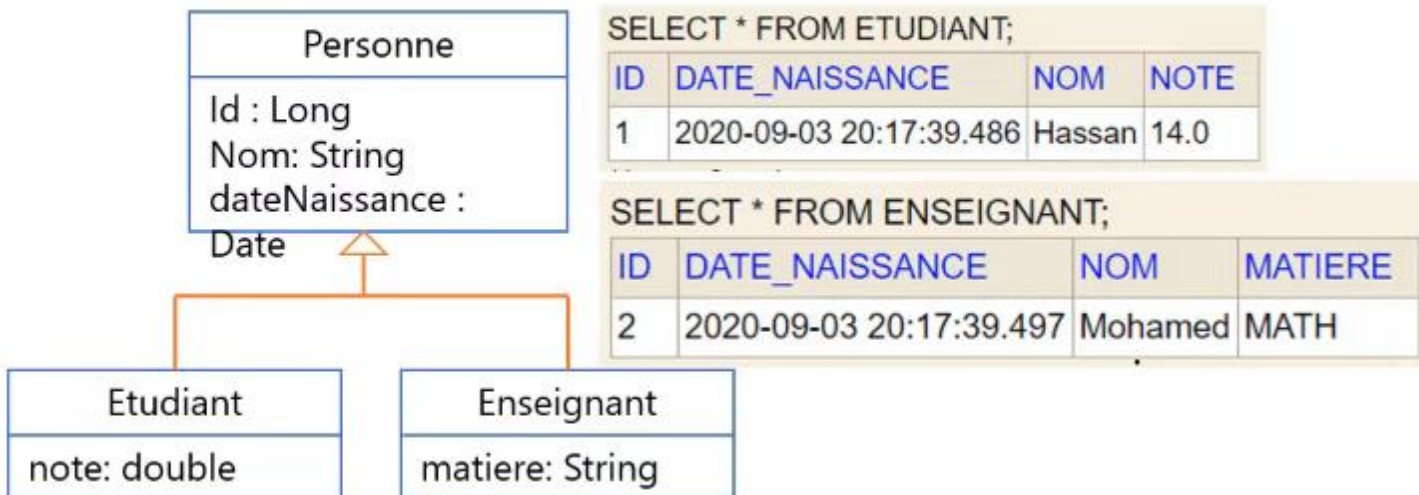 Personne
Id : Long
Nom: String
dateNaissance :
Date
Etudiant
note: double
Enseignant
matiere: String
SELECT * FROM ETUDIANT;
ID DATE_NAISSANCE NOM NOTE
1 2020-09-03 20:17:39.486 Hassan 14.0
SELECT * FROM ENSEIGNANT;
ID DATE_NAISSANCE NOM MATIERE
2 2020-09-03 20:17:39.497 Mohamed MATH